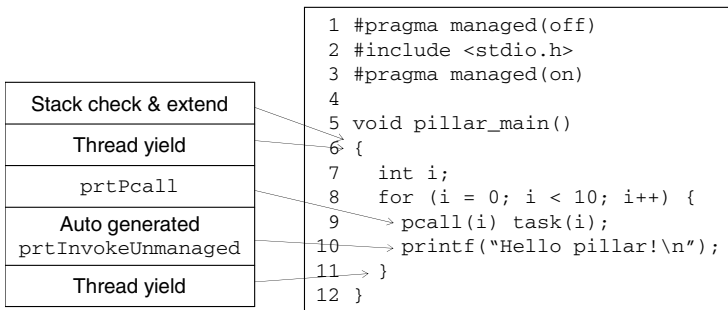 Stack check & extend
Thread yield
prtPcall
Auto generated
prtInvokeUnmanaged
Thread yield
1 #pragma managed(off)
2 #include <stdio.h>
3 #pragma managed(on)
4
5 void pillar_main()
6 {
7   int i;
8   for (i = 0; i < 10; i++) {
9     pcall(i) task(i);
10     printf(“Hello pillar!\n”);
11   }
12 }